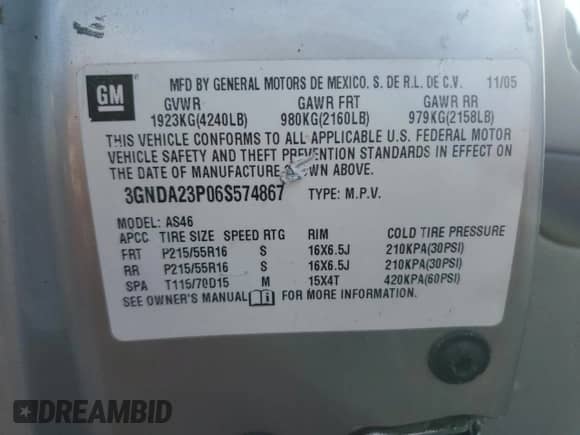 GM
MFD BY GENERAL MOTORS DE MEXICO. S. DE R.L. DE C.V. 11/05
GVWR GAWR FRT GAWR RR
1923KG(4240LB) 980KG(2160LB) 979KG(2158LB)
THIS VEHICLE CONFORMS TO ALL APPLICABLE U.S. FEDERAL MOTOR
VEHICLE SAFETY AND THEFT PREVENTION STANDARDS IN EFFECT ON
THE DATE OF MANUFACTURE OWN ABOVE.
3GNDA23P06S574867 TYPE: M.P.V.
MODEL: AS46
APCC TIRE SIZE SPEED RTG RIM COLD TIRE PRESSURE
FRT P215/55R16 S 16X6.5J 210KPA(30PSI)
RR P215/55R16 S 16X6.5J 210KPA(30PSI)
SPA T115/70D15 M 15X4T 420KPA(60PSI)
SEE OWNER'S MANUAL FOR MORE INFORMATION.
DREAMBID